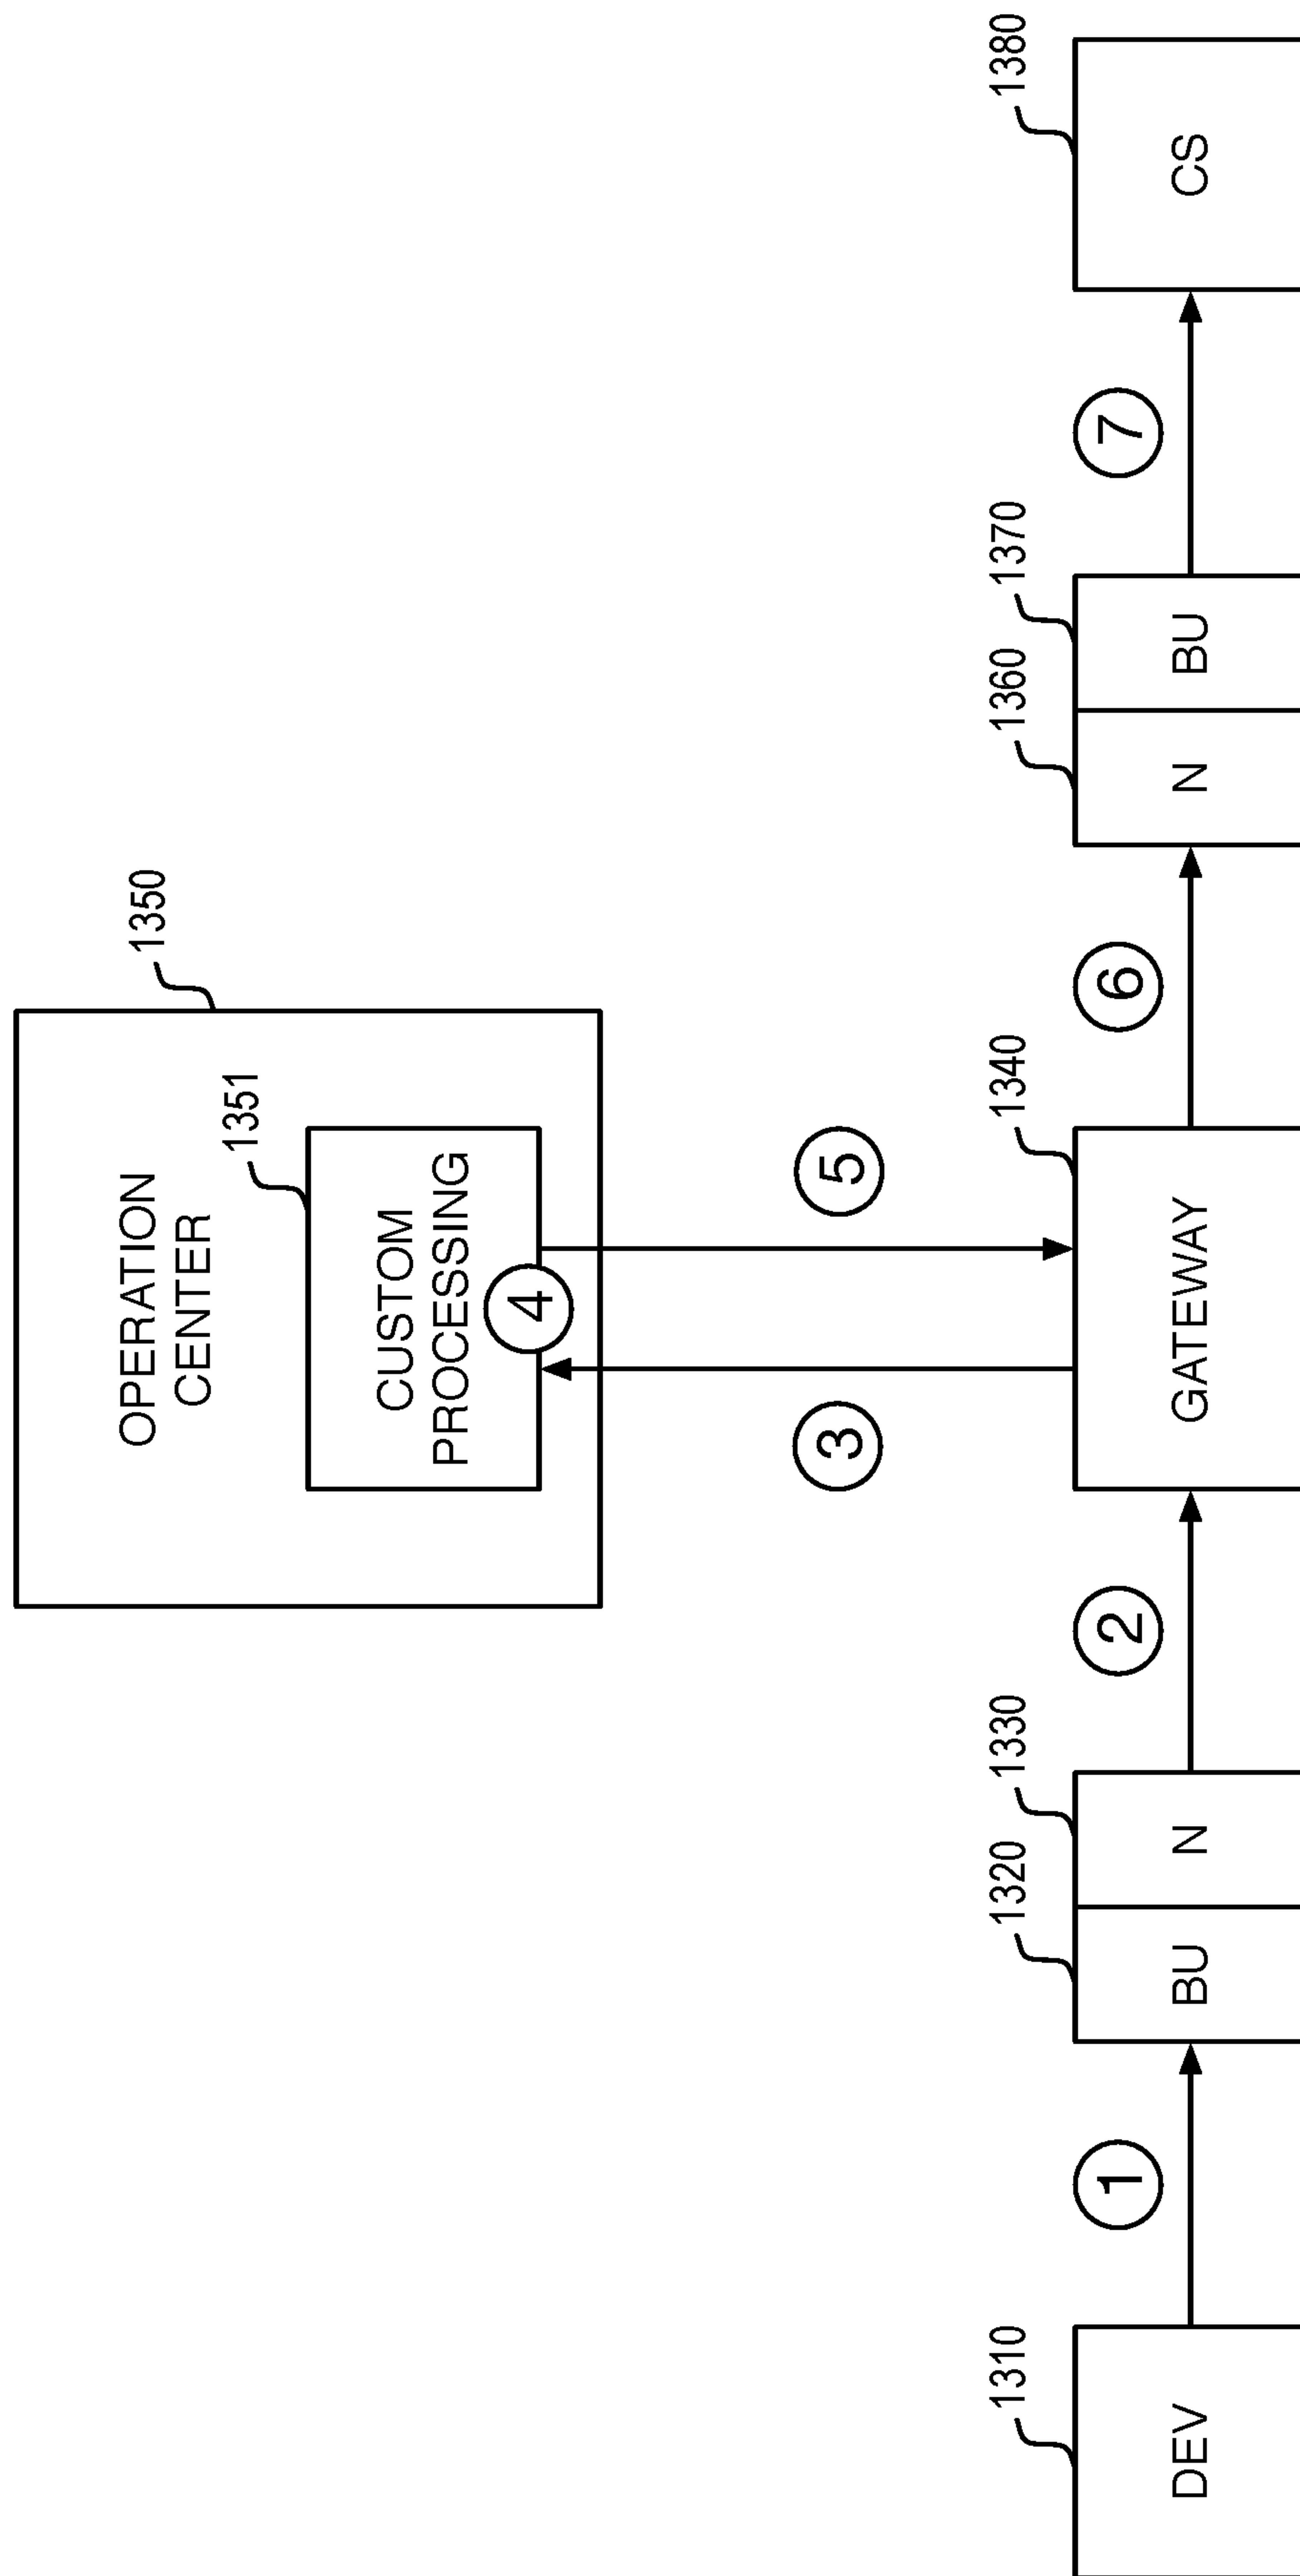 OPERATION
CENTER
1350
1351
CUSTOM
PROCESSING
4
3
5
1310
DEV
1
1320
BU
1330
N
2
1340
GATEWAY
6
1360
N
1370
BU
7
1380
CS